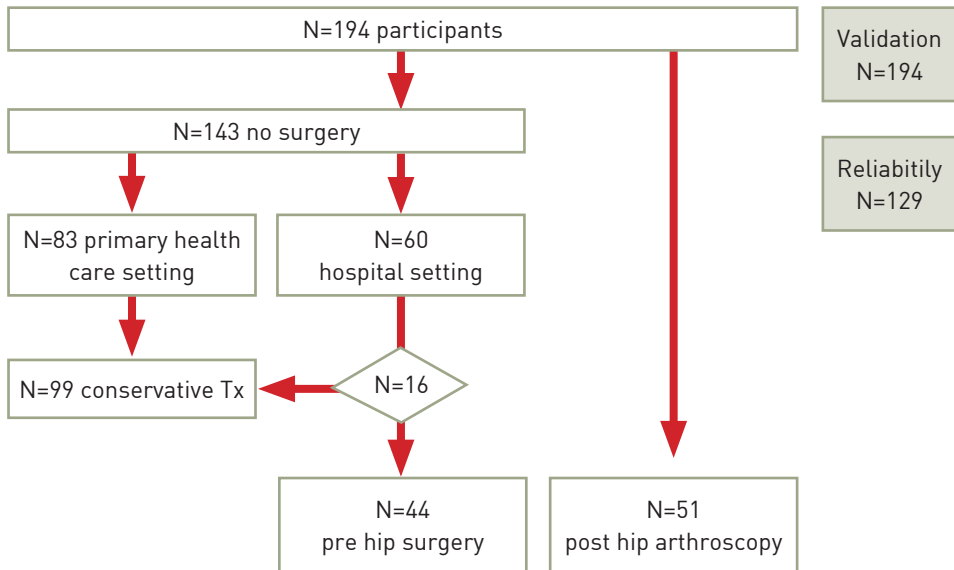 N=194 participants
Validation
N=194
N=143 no surgery
Reliabitily
N=129
N=83 primary health
care setting
N=60
hospital setting
N=99 conservative Tx
N=16
N=44
pre hip surgery
N=51
post hip arthroscopy